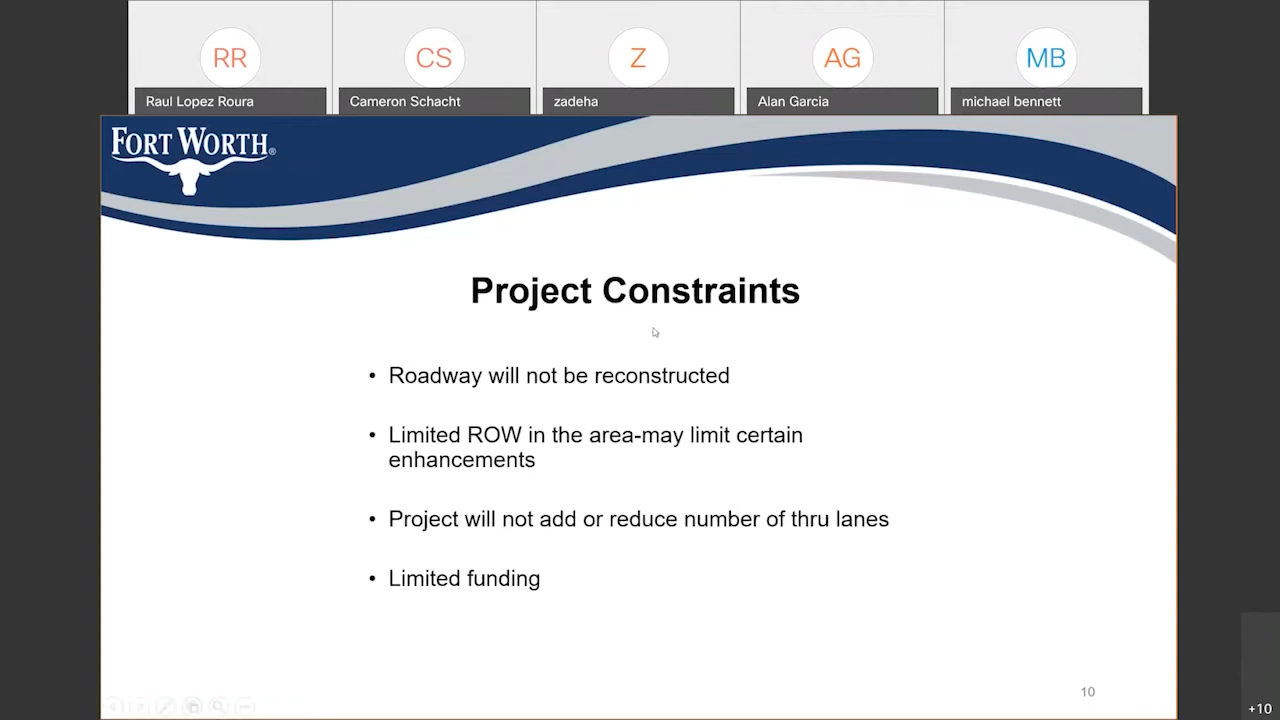 RR
CS
Z
AG
MB
Raul Lopez Roura
Cameron Schacht
zadeha
Alan Garcia
michael bennett
FORT WORTH®
Project Constraints
• Roadway will not be reconstructed
• Limited ROW in the area-may limit certain
enhancements
• Project will not add or reduce number of thru lanes
• Limited funding
10
+10